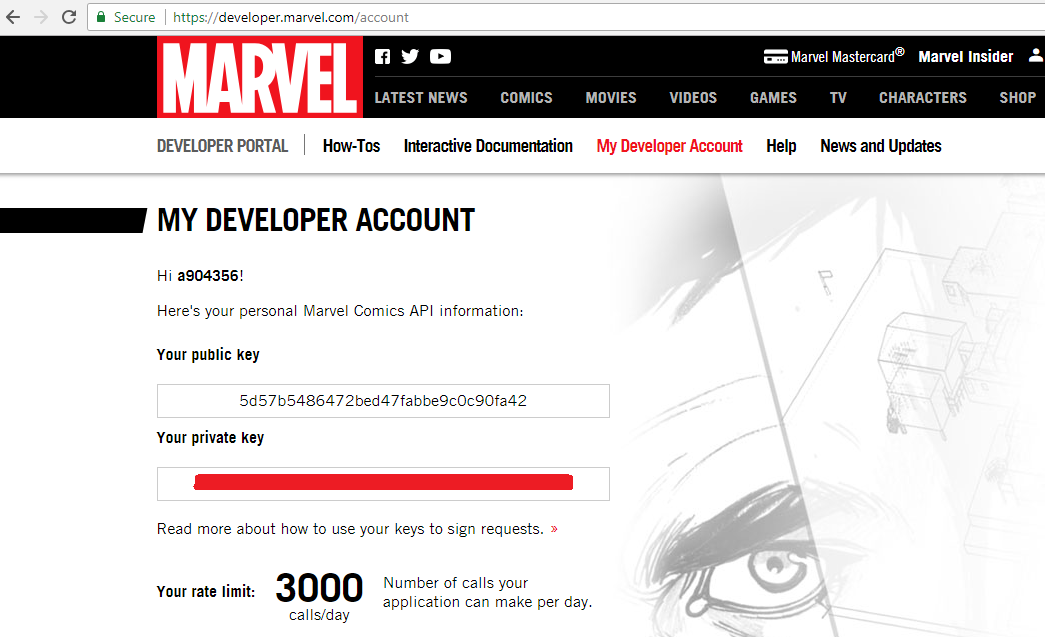 Secure
https://developer.marvel.com/account
MARVEL
Marvel Mastercard® Marvel Insider
LATEST NEWS COMICS MOVIES VIDEOS GAMES TV CHARACTERS SHOP
DEVELOPER PORTAL How-Tos Interactive Documentation My Developer Account Help News and Updates
MY DEVELOPER ACCOUNT
Hi a904356!
Here's your personal Marvel Comics API information:
Your public key
5d57b5486472bed47fabbe9c0c90fa42
Your private key
Read more about how to use your keys to sign requests. »
Your rate limit: 3000
calls/day
Number of calls your
application can make per day.